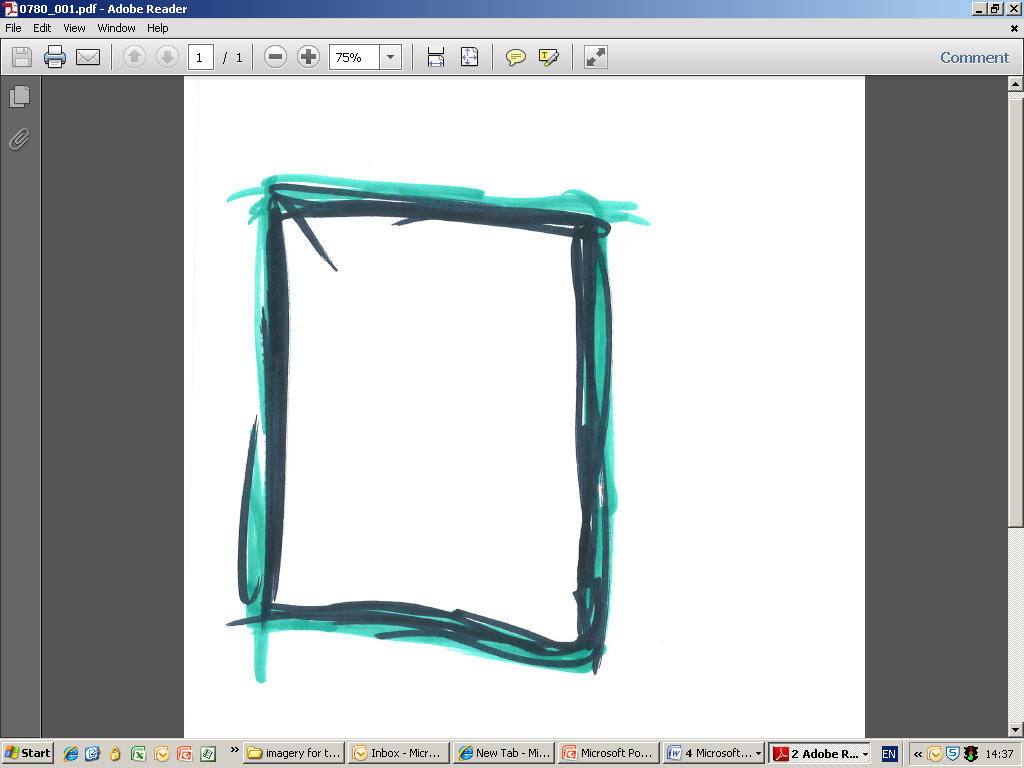 0780_001.pdf - Adobe Reader
File Edit View Window Help
1 / 1 75% Comment
Start imagery for t... Inbox - Micr... New Tab - Mi... Microsoft Po... 4 Microsoft... 2 Adobe R... EN 14:37